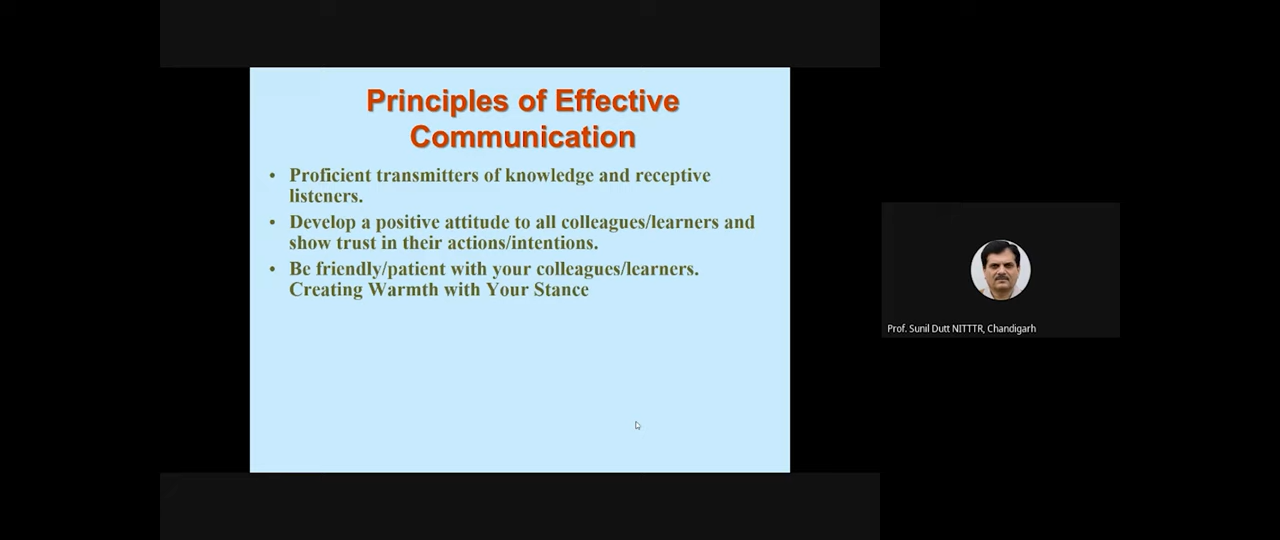 Principles of Effective
Communication
• Proficient transmitters of knowledge and receptive
listeners.
• Develop a positive attitude to all colleagues/learners and
show trust in their actions/intentions.
• Be friendly/patient with your colleagues/learners.
Creating Warmth with Your Stance
Prof. Sunil Dutt NITTTR, Chandigarh